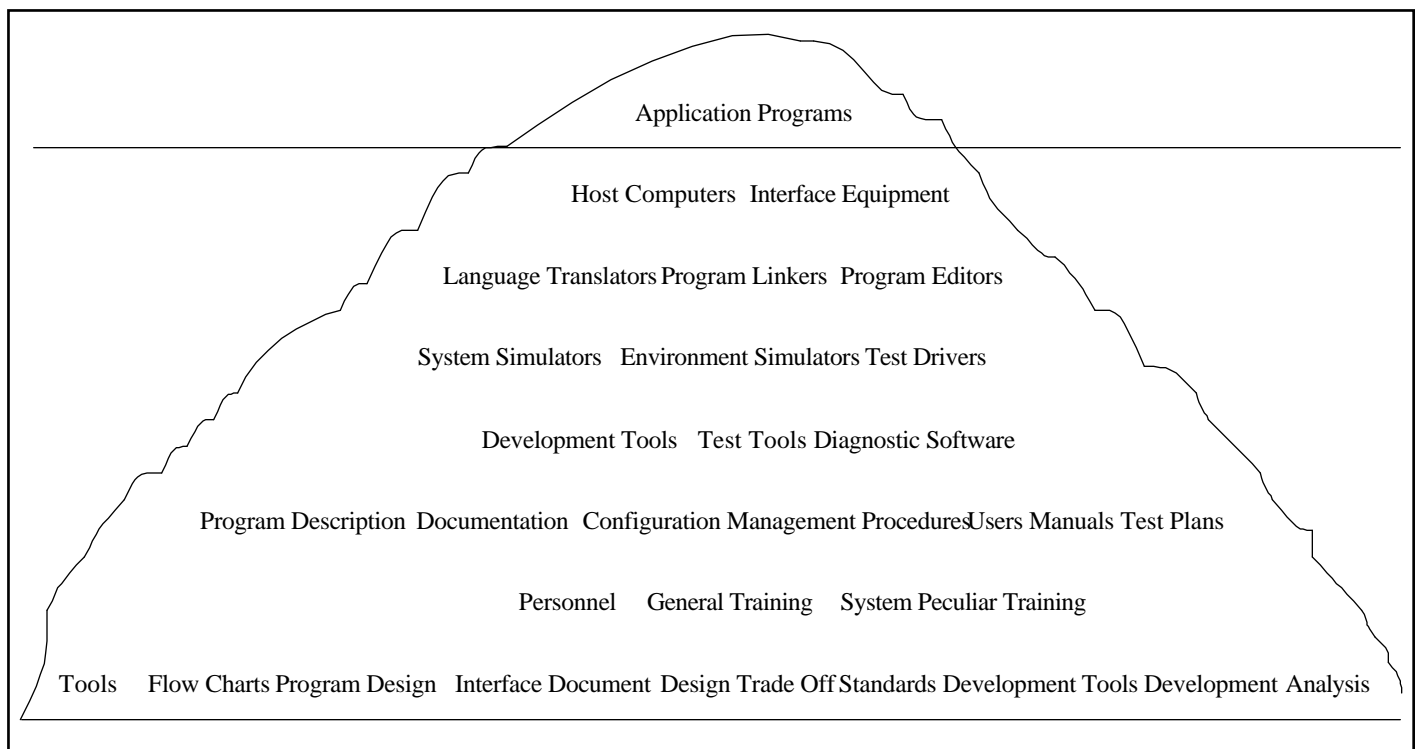 Application Programs
Host Computers Interface Equipment
Language Translators Program Linkers Program Editors
System Simulators Environment Simulators Test Drivers
Development Tools Test Tools Diagnostic Software
Program Description Documentation Configuration Management Procedures Users Manuals Test Plans
Personnel General Training System Peculiar Training
Tools Flow Charts Program Design Interface Document Design Trade Off Standards Development Tools Development Analysis